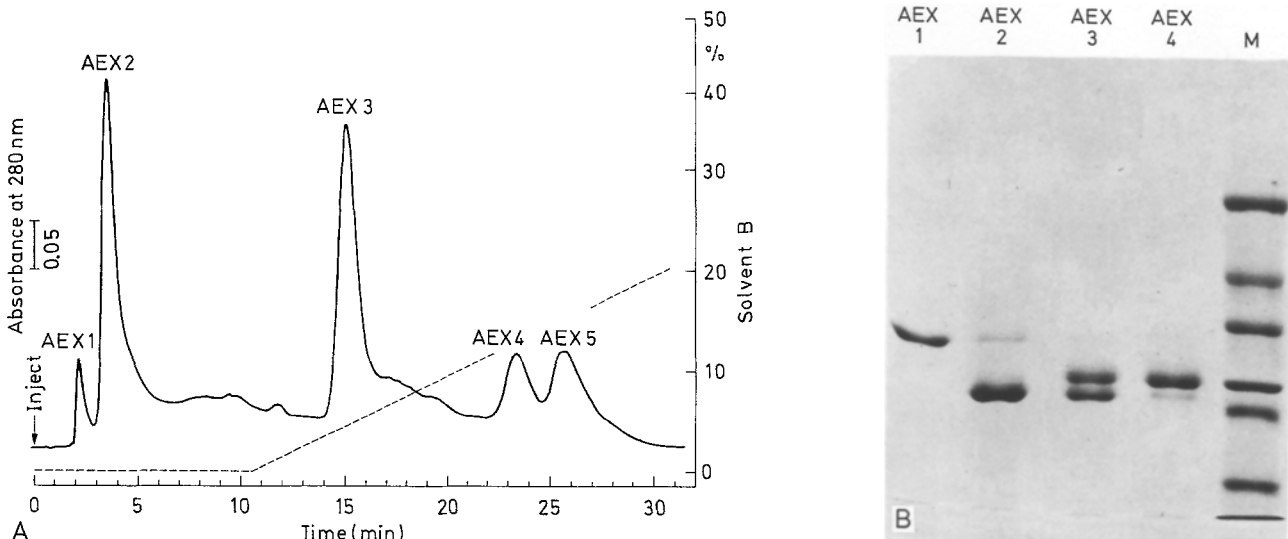 AEX2
AEX3
AEX1
AEX4 AEX5
Absorbance at 280nm
0.05
Inject
50
%
40
30
20
10
0
Solvent B
0 5 10 15 20 25 30
Time(min)
A
AEX AEX AEX AEX M
1 2 3 4
B